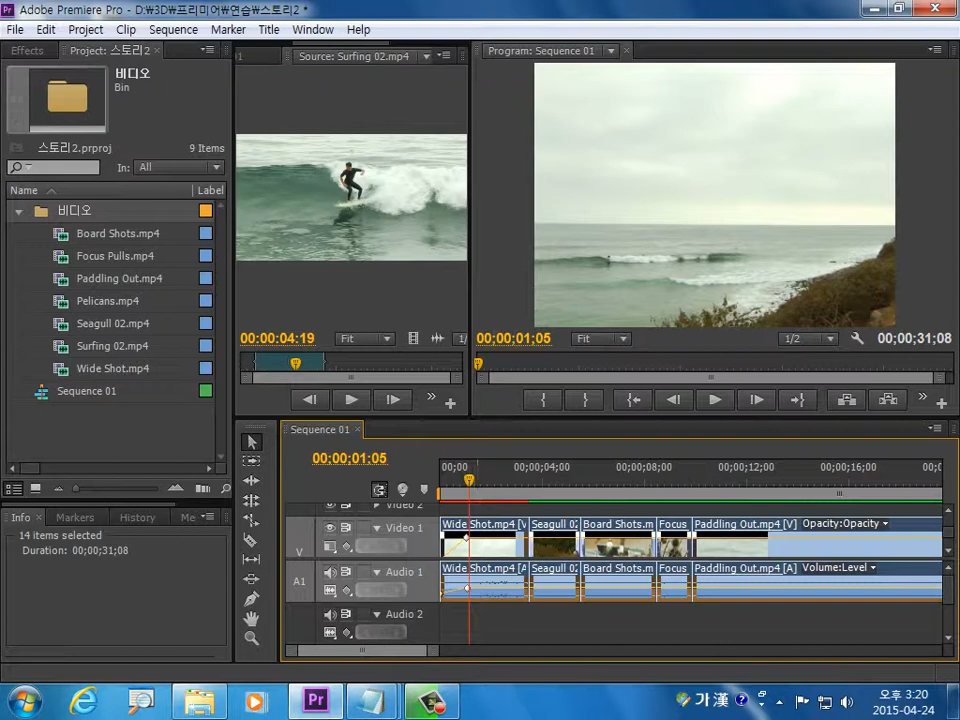 Adobe Premiere Pro - D:₩3D₩프리미어₩연습₩스토리2 *
File Edit Project Clip Sequence Marker Title Window Help
Effects Project: 스토리2
비디오
Bin
스토리2.prproj 9 Items
In: All
Name Label
비디오
Board Shots.mp4
Focus Pulls.mp4
Paddling Out.mp4
Pelicans.mp4
Seagull 02.mp4
Surfing 02.mp4
Wide Shot.mp4
Sequence 01
Info Markers History Me
14 items selected
Duration: 00;00;31;08
Source: Surfing 02.mp4
00:00:04:19 Fit 1/
Program: Sequence 01
00;00;01;05 Fit 1/2 00;00;31;08
Sequence 01
00;00;01;05
00;00 00;00;04;00 00;00;08;00 00;00;12;00 00;00;16;00 00;0
Video 2
V Video 1
Wide Shot.mp4 [V Seagull 02 Board Shots.m Focus Paddling Out.mp4 [V] Opacity:Opacity
A1 Audio 1
Wide Shot.mp4 [A Seagull 02 Board Shots.m Focus Paddling Out.mp4 [A] Volume:Level
Audio 2
Pr
가 漢
오후 3:20
2015-04-24